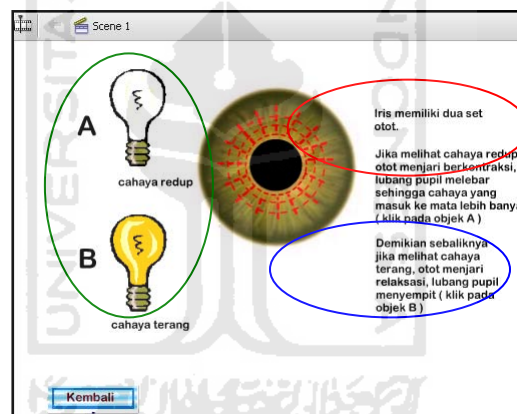 Scene 1
A
cahaya redup
B
cahaya terang
Iris memiliki dua set
otot.
Jika melihat cahaya redup
otot menjari berkontraksi,
lubang pupil melebar
sehingga cahaya yang
masuk ke mata lebih banya
( klik pada objek A )
Demikian sebaliknya
jika melihat cahaya
terang, otot menjari
relaksasi, lubang pupil
menyempit ( klik pada
objek B )
Kembali
UNIVERSITA